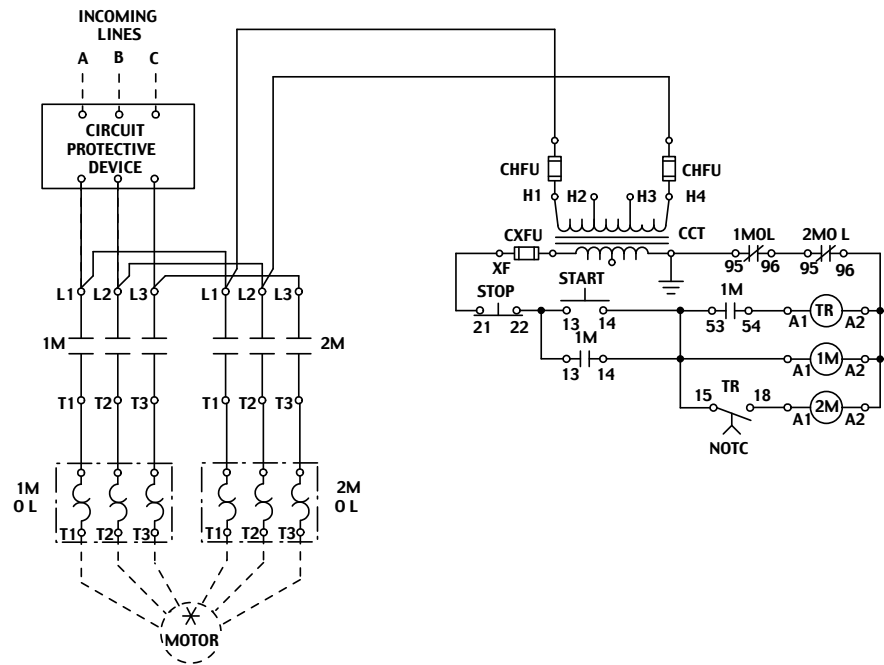 INCOMING
LINES
A B C
CIRCUIT
PROTECTIVE
DEVICE
CHFU CHFU
H1 H2 H3 H4
CXFU CCT 1MOL 2MO L
XF 95 96 95 96
STOP START 1M TR
21 22 13 14 53 54 A1 A2
1M 1M
13 14 A1 A2
TR 2M
15 18 A1 A2
NOTC
L1 L2 L3 L1 L2 L3
1M 2M
T1 T2 T3 T1 T2 T3
1M 2M
O L O L
T1 T2 T3 T1 T2 T3
MOTOR